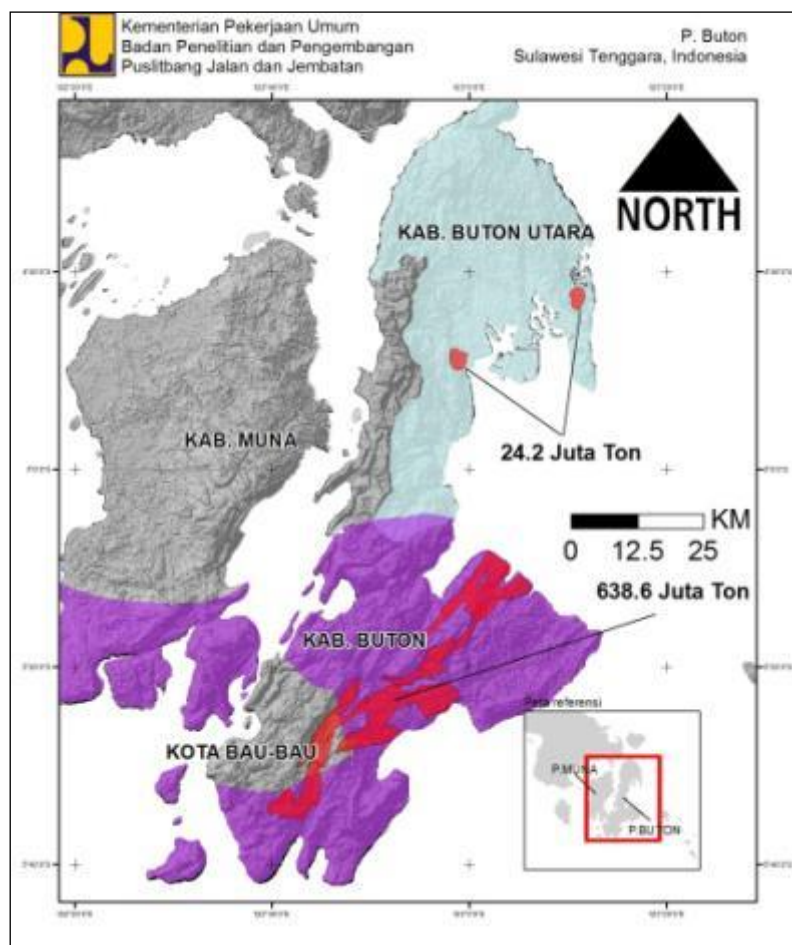 Kementerian Pekerjaan Umum
Badan Penelitian dan Pengembangan
Puslitbang Jalan dan Jembatan
P. Buton
Sulawesi Tenggara, Indonesia
NORTH
KAB. BUTON UTARA
KAB. MUNA
24.2 Juta Ton
KM
0 12.5 25
638.6 Juta Ton
KAB. BUTON
KOTA BAU-BAU
Peta referensi
P.MUNA
P.BUTON